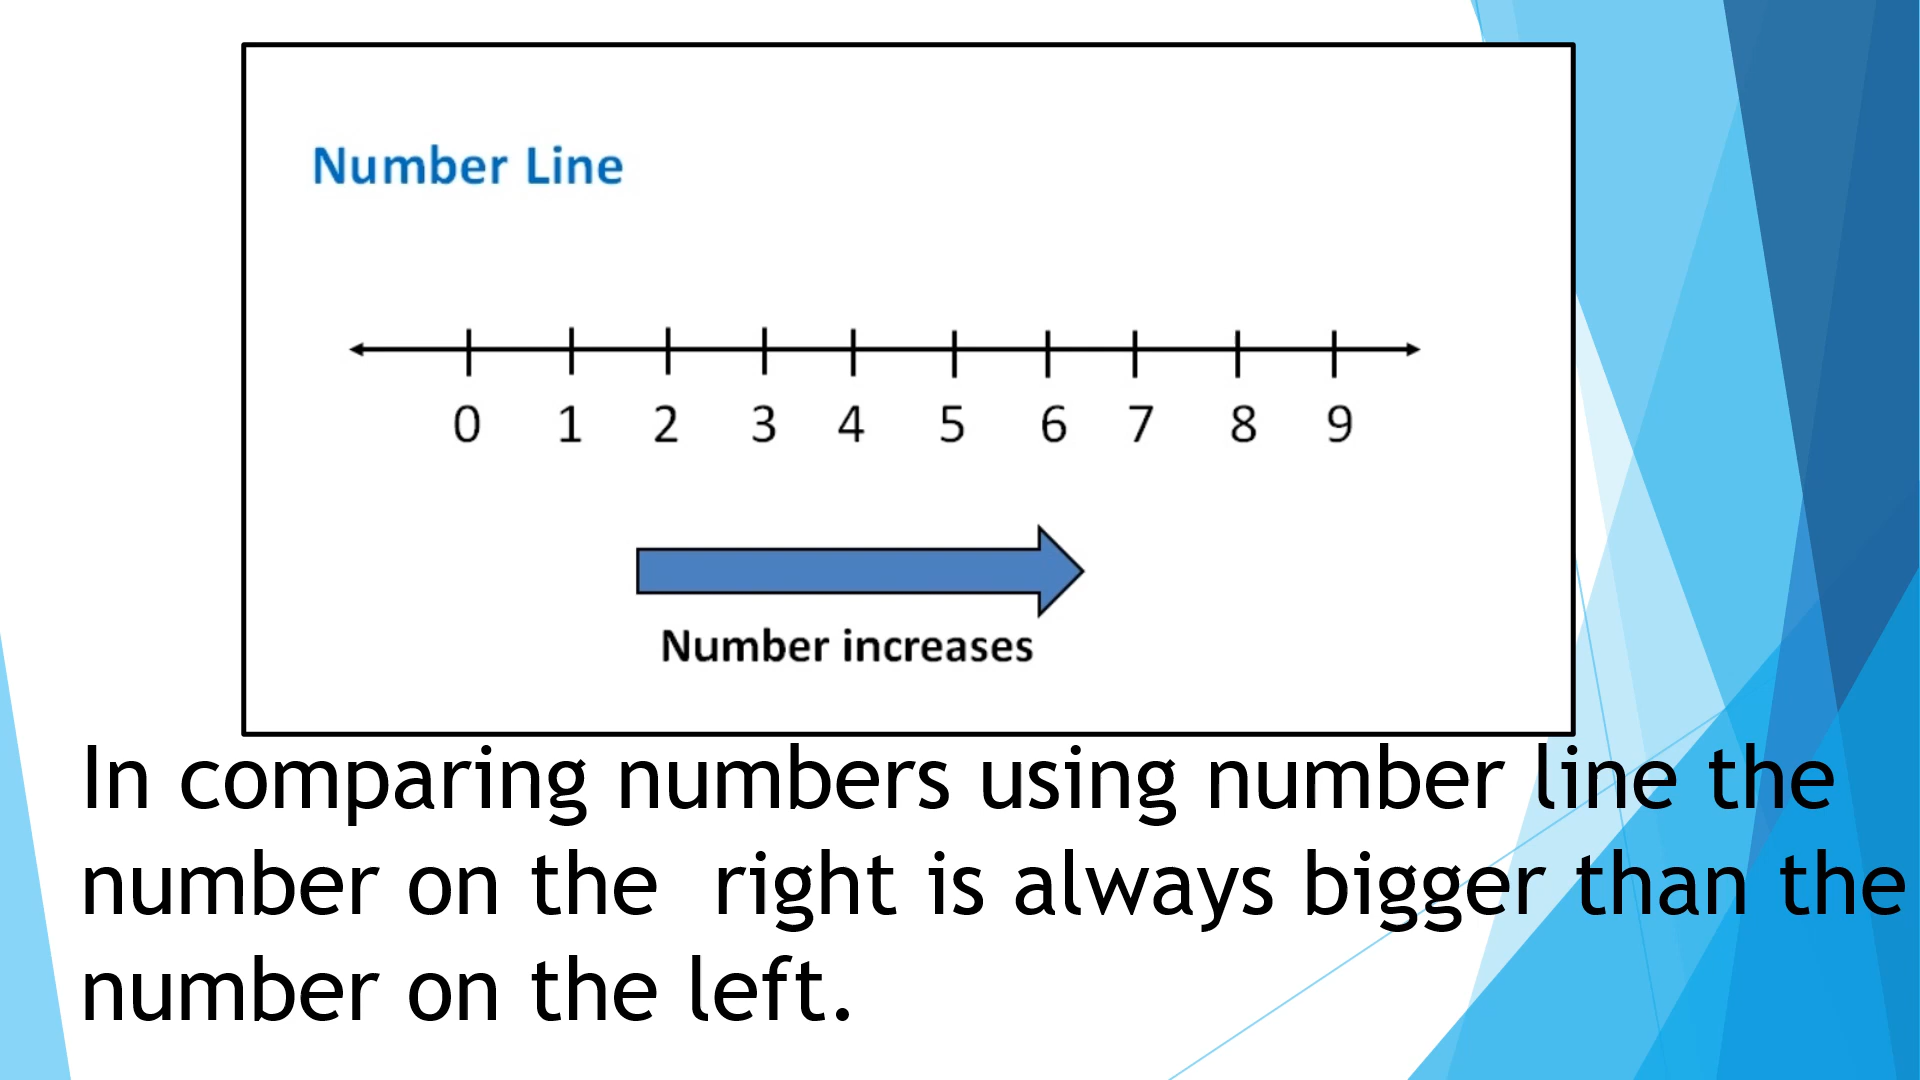 Number Line
0 1 2 3 4 5 6 7 8 9
Number increases
In comparing numbers using number line the
number on the  right is always bigger than the
number on the left.